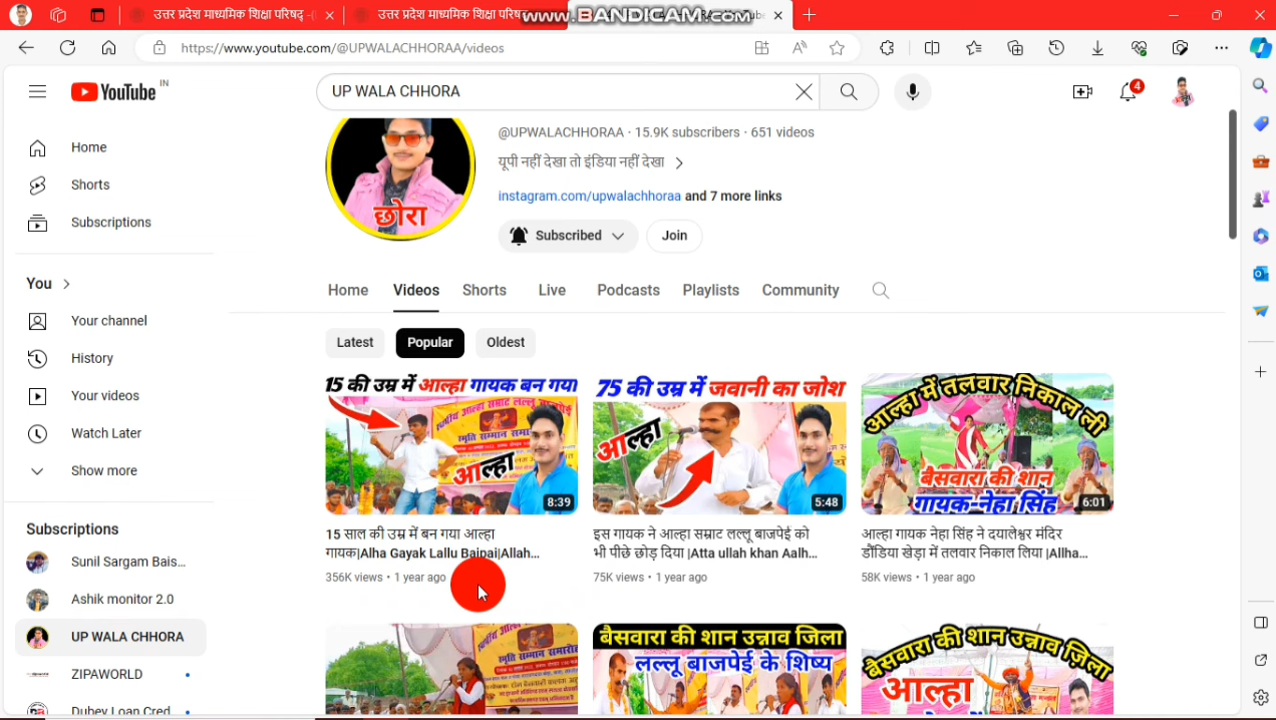 उत्तर प्रदेश माध्यमिक शिक्षा परिषद् -(U
उत्तर प्रदेश माध्यमिक शिक्षा परिषद्
www.BANDICAM.com
https://www.youtube.com/@UPWALACHHORAA/videos
YouTube IN
UP WALA CHHORA
4
@UPWALACHHORAA · 15.9K subscribers · 651 videos
यूपी नहीं देखा तो इंडिया नहीं देखा
instagram.com/upwalachhoraa and 7 more links
छोरा
Subscribed
Join
Home
Shorts
Subscriptions
You
Your channel
History
Your videos
Watch Later
Show more
Subscriptions
Sunil Sargam Bais...
Ashik monitor 2.0
UP WALA CHHORA
ZIPAWORLD
Dubey Loan Cred
Home Videos Shorts Live Podcasts Playlists Community
Latest Popular Oldest
15 की उम्र में आल्हा गायक बन गया
आल्हा
8:39
15 साल की उम्र में बन गया आल्हा
गायक|Alha Gayak Lallu Bajpai|Allah...
356K views • 1 year ago
75 की उम्र में जवानी का जोश
आल्हा
5:48
इस गायक ने आल्हा सम्राट लल्लू बाजपेई को
भी पीछे छोड़ दिया |Atta ullah khan Aalh...
75K views • 1 year ago
आल्हा में तलवार निकाल ली
बैसवारा की शान
गायक-नेहा सिंह
6:01
आल्हा गायक नेहा सिंह ने दयालेश्वर मंदिर
डौंडिया खेड़ा में तलवार निकाल लिया |Allha...
58K views • 1 year ago
बैसवारा की शान उन्नाव जिला
लल्लू बाजपेई के शिष्य
बैसवारा की शान उन्नाव ज़िला
आल्हा